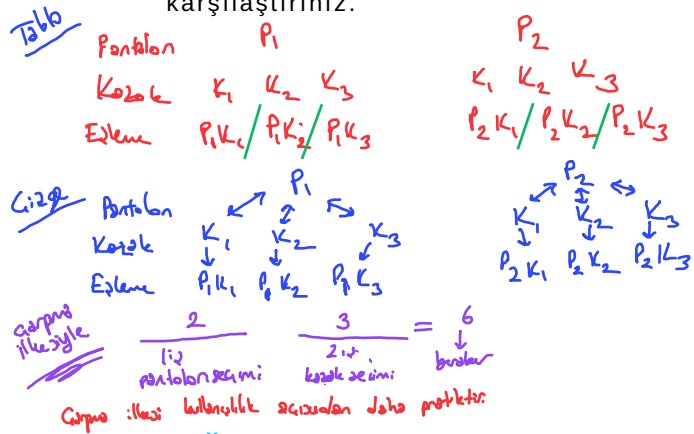 karşılaştırınız.
Tablo
Pantolon P₁ P₂
Kazak K₁ K₂ K₃ K₁ K₂ K₃
Eşleme P₁K₁ / P₁K₂ / P₁K₃ P₂K₁ / P₂K₂ / P₂K₃
Çizge
Pantolon P₁ P₂
Kazak K₁ K₂ K₃ K₁ K₂ K₃
Eşleme P₁K₁ P₁K₂ P₁K₃ P₂K₁ P₂K₂ P₂K₃
Çarpma ilkesiyle
2 3 = 6
pantolon seçimi kazak seçimi
Çarpma ilkesi kullanışlılık açısından daha pratiktir.